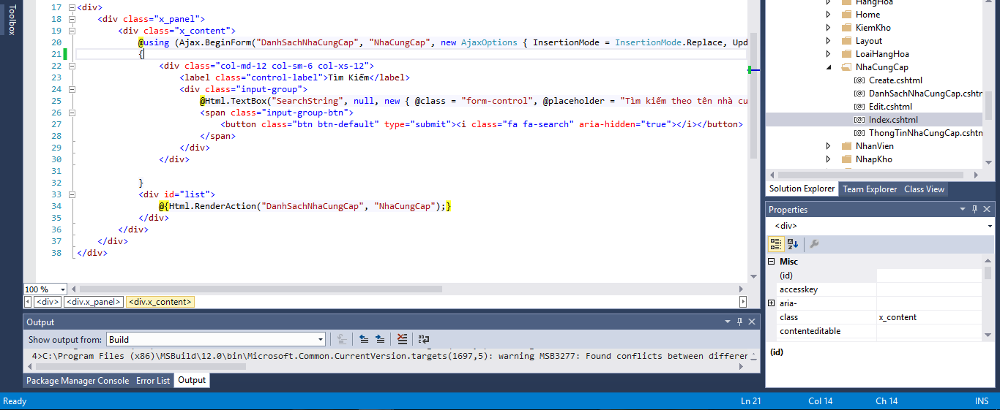 Toolbox
17 <div>
18 <div class="x_panel">
19 <div class="x_content">
20 @using (Ajax.BeginForm("DanhSachNhaCungCap", "NhaCungCap", new AjaxOptions { InsertionMode = InsertionMode.Replace, Upd
21 {
22 <div class="col-md-12 col-sm-6 col-xs-12">
23 <label class="control-label">Tìm Kiếm</label>
24 <div class="input-group">
25 @Html.TextBox("SearchString", null, new { @class = "form-control", @placeholder = "Tìm kiếm theo tên nhà cu
26 <span class="input-group-btn">
27 <button class="btn btn-default" type="submit"><i class="fa fa-search" aria-hidden="true"></i></button>
28 </span>
29 </div>
30 </div>
31
32 }
33 <div id="list">
34 @{Html.RenderAction("DanhSachNhaCungCap", "NhaCungCap");}
35 </div>
36 </div>
37 </div>
38 </div>
100 %
<div> <div.x_panel> <div.x_content>
Output
Show output from: Build
4>C:\Program Files (x86)\MSBuild\12.0\bin\Microsoft.Common.CurrentVersion.targets(1697,5): warning MSB3277: Found conflicts between differen
Package Manager Console Error List Output
HangHoa
Home
KiemKho
Layout
LoaiHangHoa
NhaCungCap
Create.cshtml
DanhSachNhaCungCap.cshtm
Edit.cshtml
Index.cshtml
ThongTinNhaCungCap.cshtm
NhanVien
NhapKho
Solution Explorer Team Explorer Class View
Properties
<div>
Misc
(id)
accesskey
aria-
class x_content
contenteditable
(id)
Ready Ln 21 Col 14 Ch 14 INS